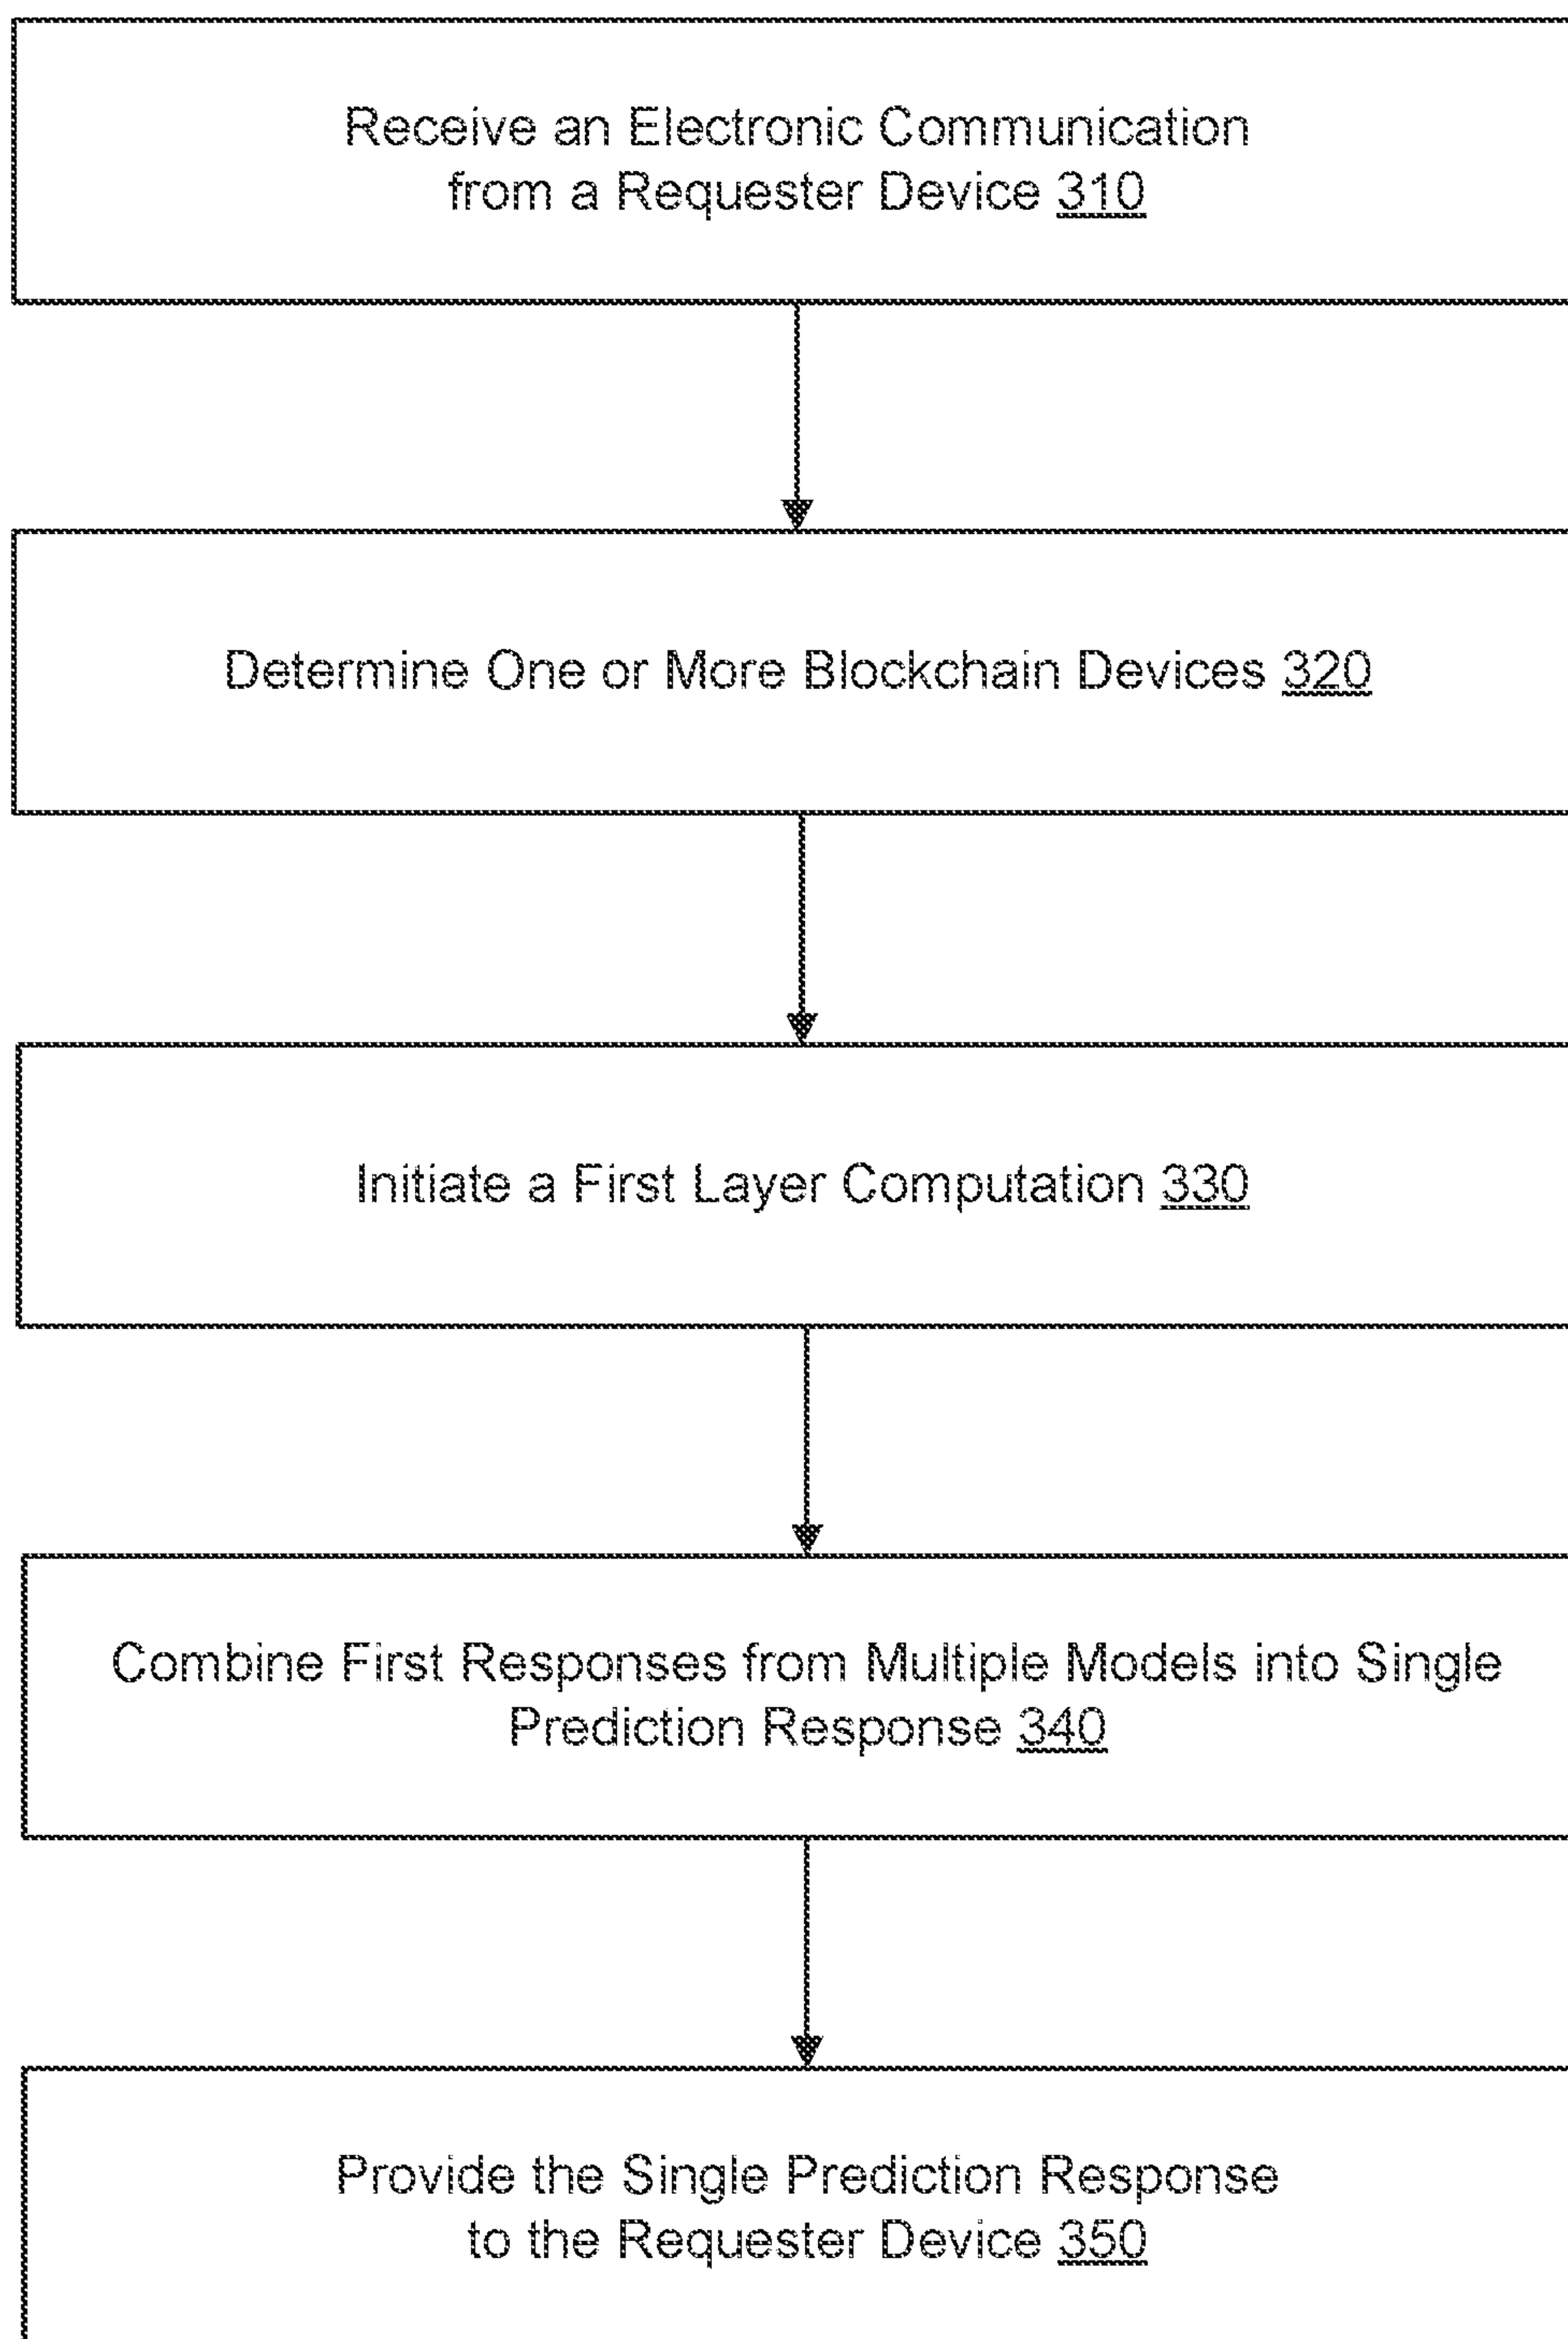 Receive an Electronic Communication
from a Requester Device 310
Determine One or More Blockchain Devices 320
Initiate a First Layer Computation 330
Combine First Responses from Multiple Models into Single
Prediction Response 340
Provide the Single Prediction Response
to the Requester Device 350